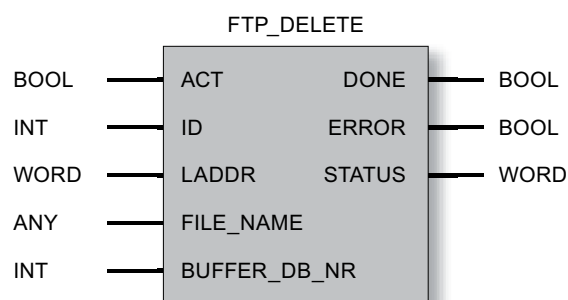 FTP_DELETE
BOOL ACT DONE BOOL
INT ID ERROR BOOL
WORD LADDR STATUS WORD
ANY FILE_NAME
INT BUFFER_DB_NR